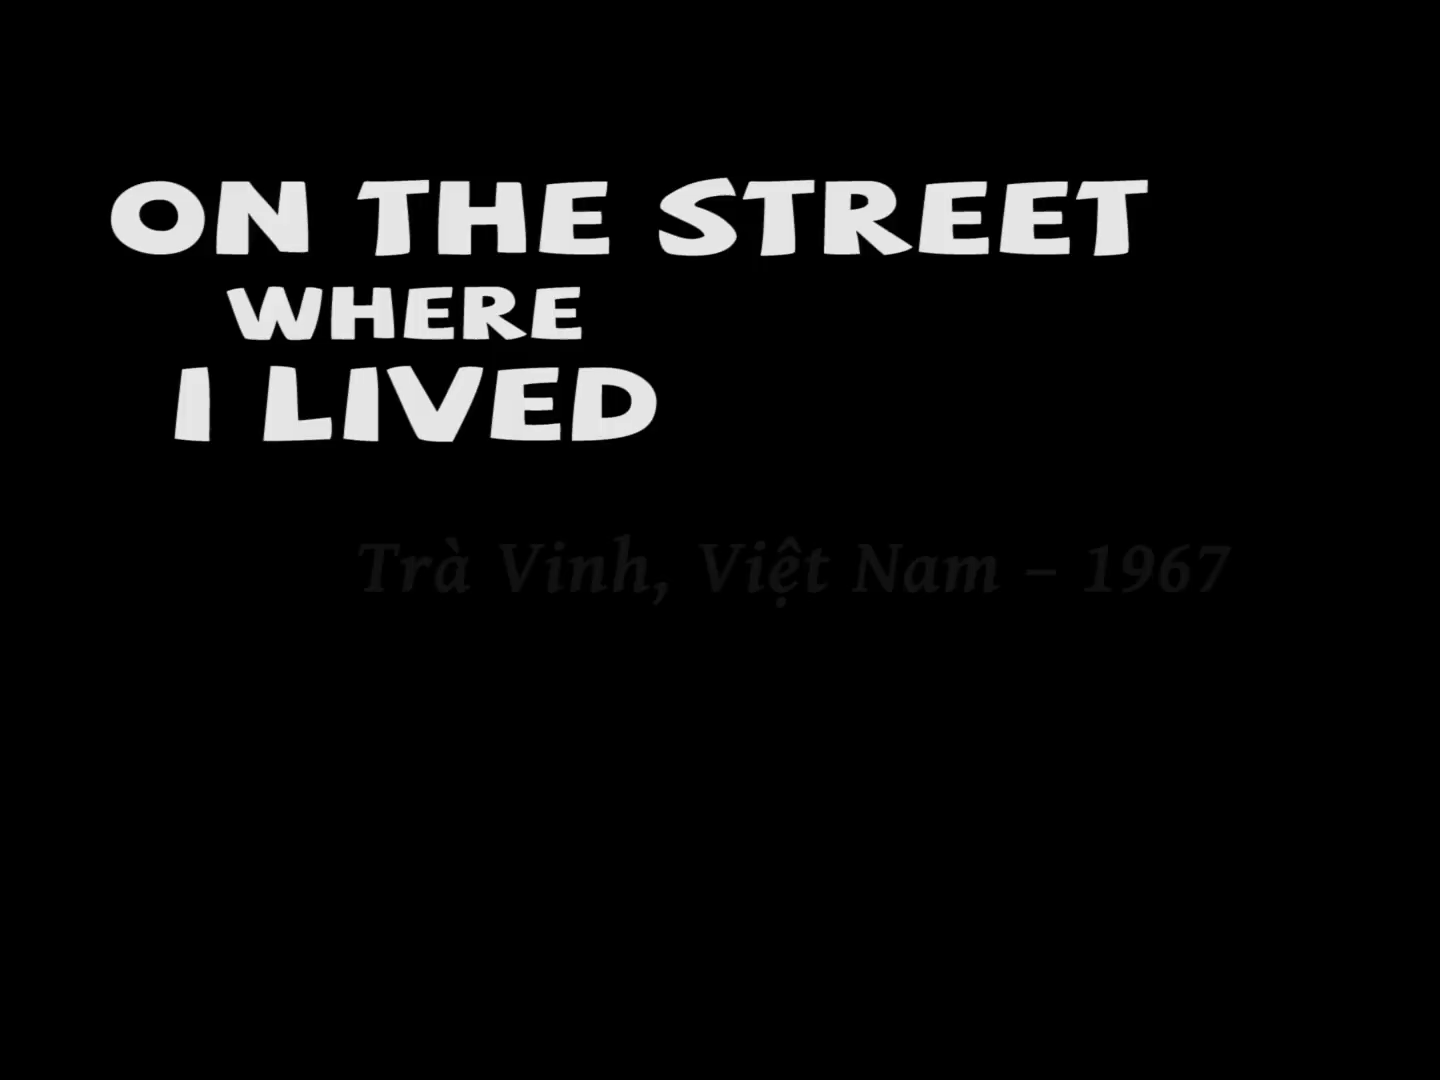 ON THE STREET
WHERE
I LIVED
Trà Vinh, Việt Nam – 1967